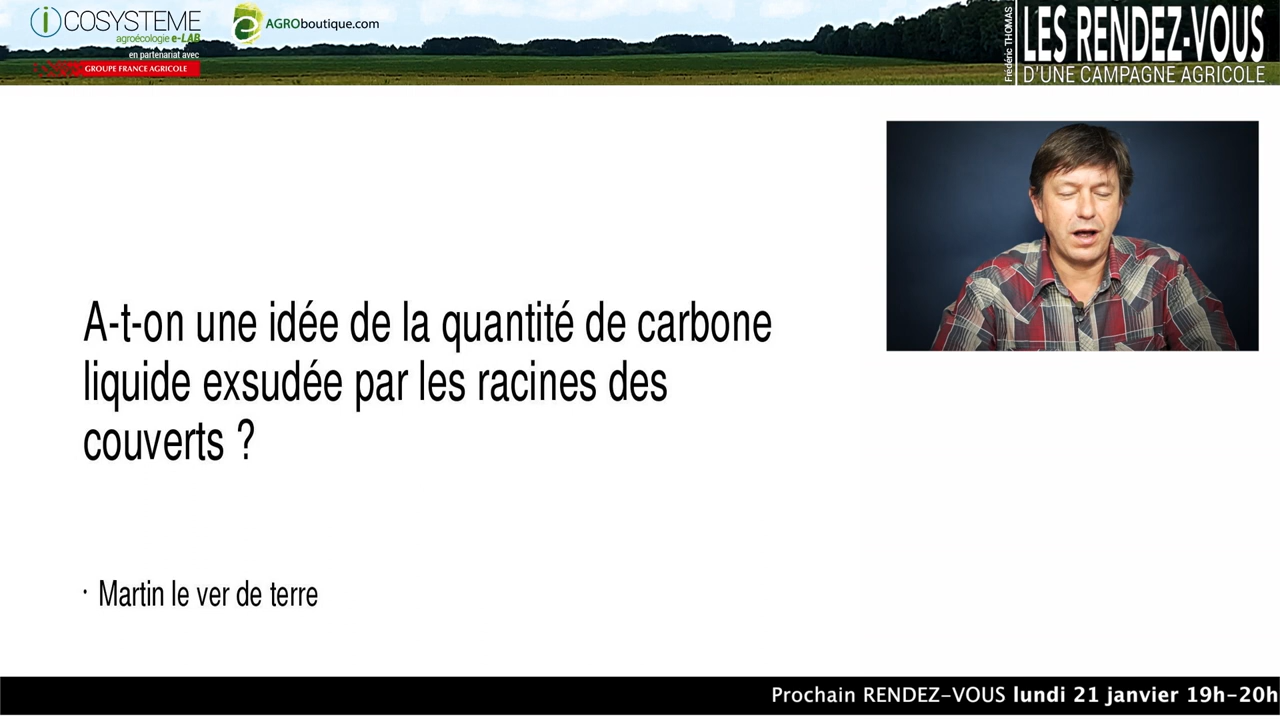 iCOSYSTEME
agroécologie e-LAB
en partenariat avec
GROUPE FRANCE AGRICOLE
e AGROboutique.com
Frédéric THOMAS
LES RENDEZ-VOUS
D'UNE CAMPAGNE AGRICOLE
A-t-on une idée de la quantité de carbone
liquide exsudée par les racines des
couverts ?
· Martin le ver de terre
Prochain RENDEZ-VOUS lundi 21 janvier 19h-20h